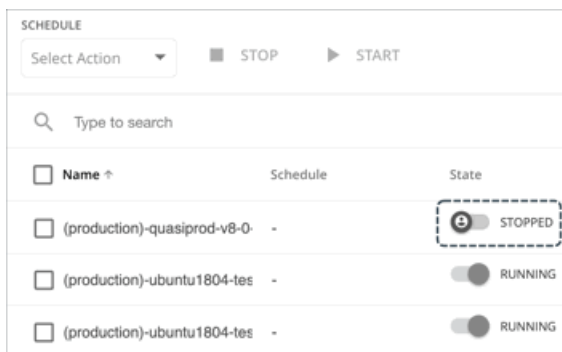 SCHEDULE
Select Action STOP START
Type to search
Name ↑ Schedule State
(production)-quasiprod-v8-0- - STOPPED
(production)-ubuntu1804-tes - RUNNING
(production)-ubuntu1804-tes - RUNNING